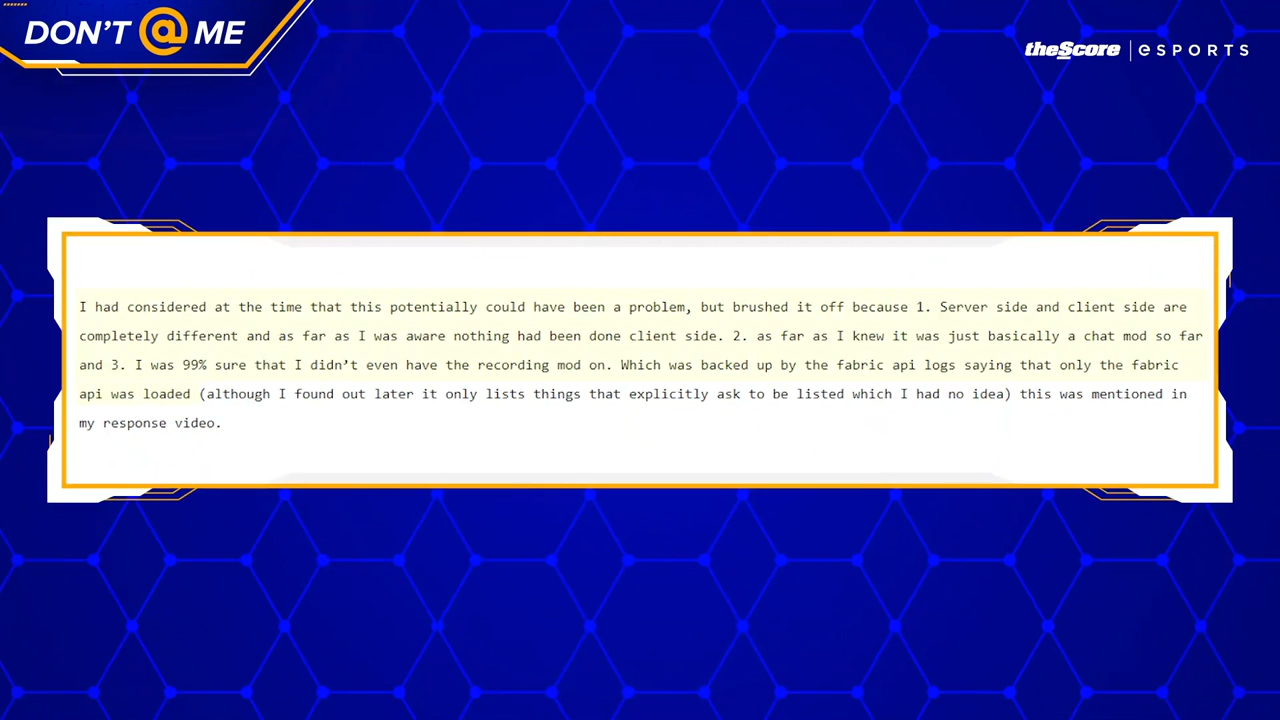 DON'T @ ME
theScore | eSPORTS
I had considered at the time that this potentially could have been a problem, but brushed it off because 1. Server side and client side are
completely different and as far as I was aware nothing had been done client side. 2. as far as I knew it was just basically a chat mod so far
and 3. I was 99% sure that I didn’t even have the recording mod on. Which was backed up by the fabric api logs saying that only the fabric
api was loaded (although I found out later it only lists things that explicitly ask to be listed which I had no idea) this was mentioned in
my response video.